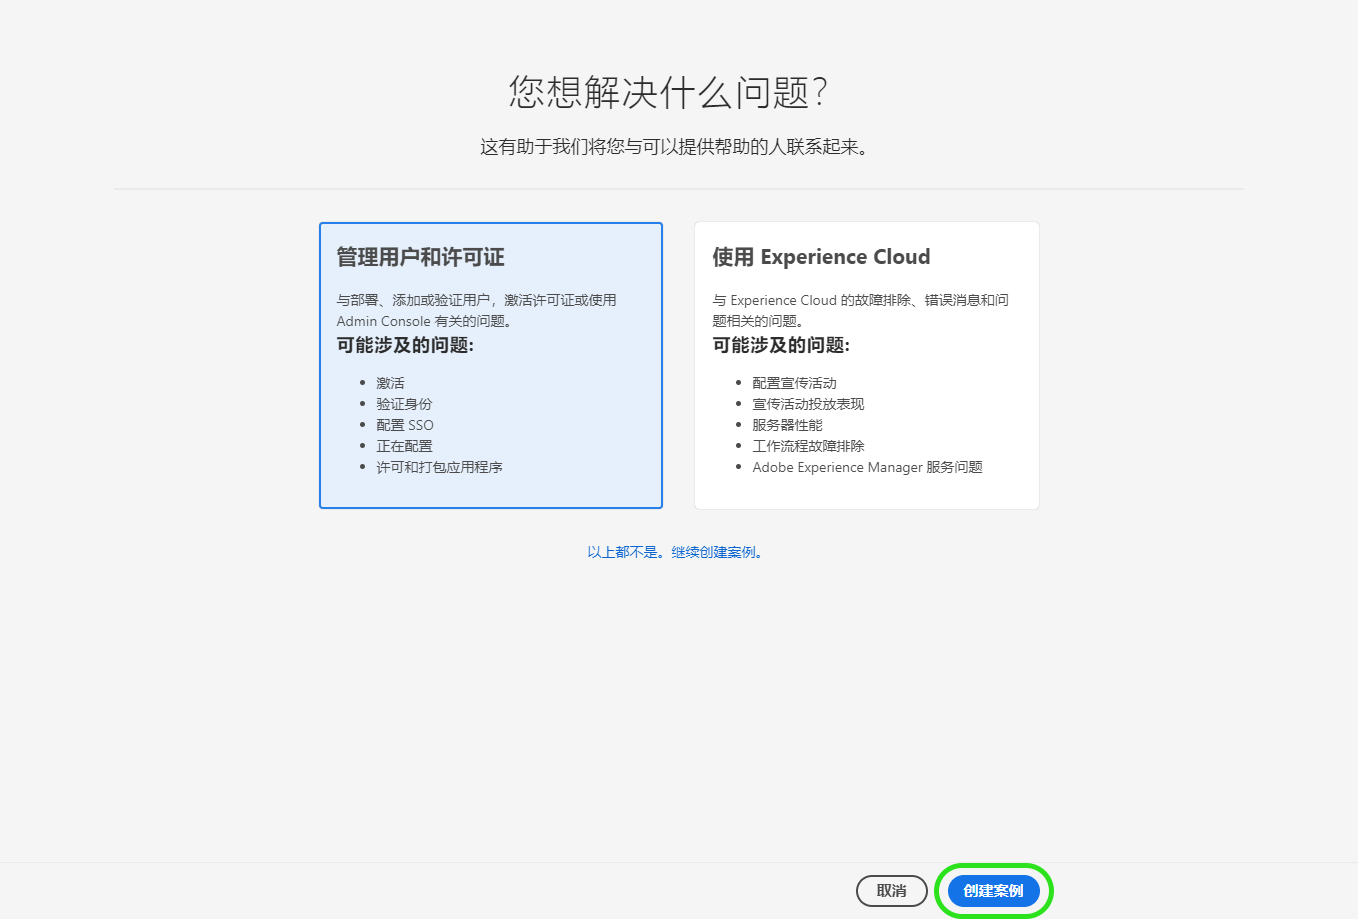 您想解决什么问题？
这有助于我们将您与可以提供帮助的人联系起来。
管理用户和许可证
与部署、添加或验证用户，激活许可证或使用
Admin Console 有关的问题。
可能涉及的问题:
• 激活
• 验证身份
• 配置 SSO
• 正在配置
• 许可和打包应用程序
使用 Experience Cloud
与 Experience Cloud 的故障排除、错误消息和问
题相关的问题。
可能涉及的问题:
• 配置宣传活动
• 宣传活动投放表现
• 服务器性能
• 工作流程故障排除
• Adobe Experience Manager 服务问题
以上都不是。继续创建案例。
取消
创建案例